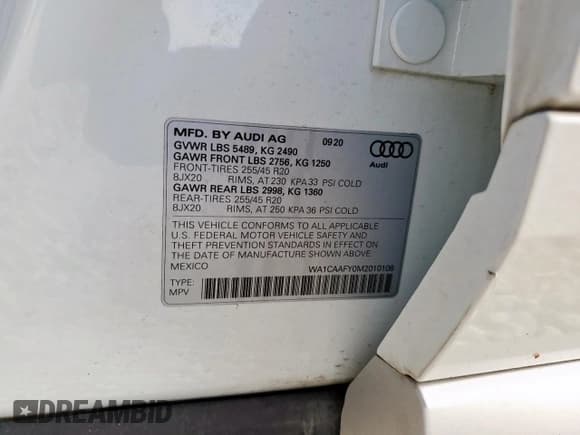 MFD. BY AUDI AG 0920
GVWR LBS 5489, KG 2490
GAWR FRONT LBS 2756, KG 1250
FRONT-TIRES 255/45 R20
8JX20 RIMS, AT 230 KPA 33 PSI COLD
GAWR REAR LBS 2998, KG 1360
REAR-TIRES 255/45 R20
8JX20 RIMS, AT 250 KPA 36 PSI COLD
Audi
THIS VEHICLE CONFORMS TO ALL APPLICABLE
U.S. FEDERAL MOTOR VEHICLE SAFETY AND
THEFT PREVENTION STANDARDS IN EFFECT ON
THE DATE OF MANUFACTURE SHOWN ABOVE.
MEXICO WA1CAAFY0M2010106
TYPE:
MPV
DREAMBID